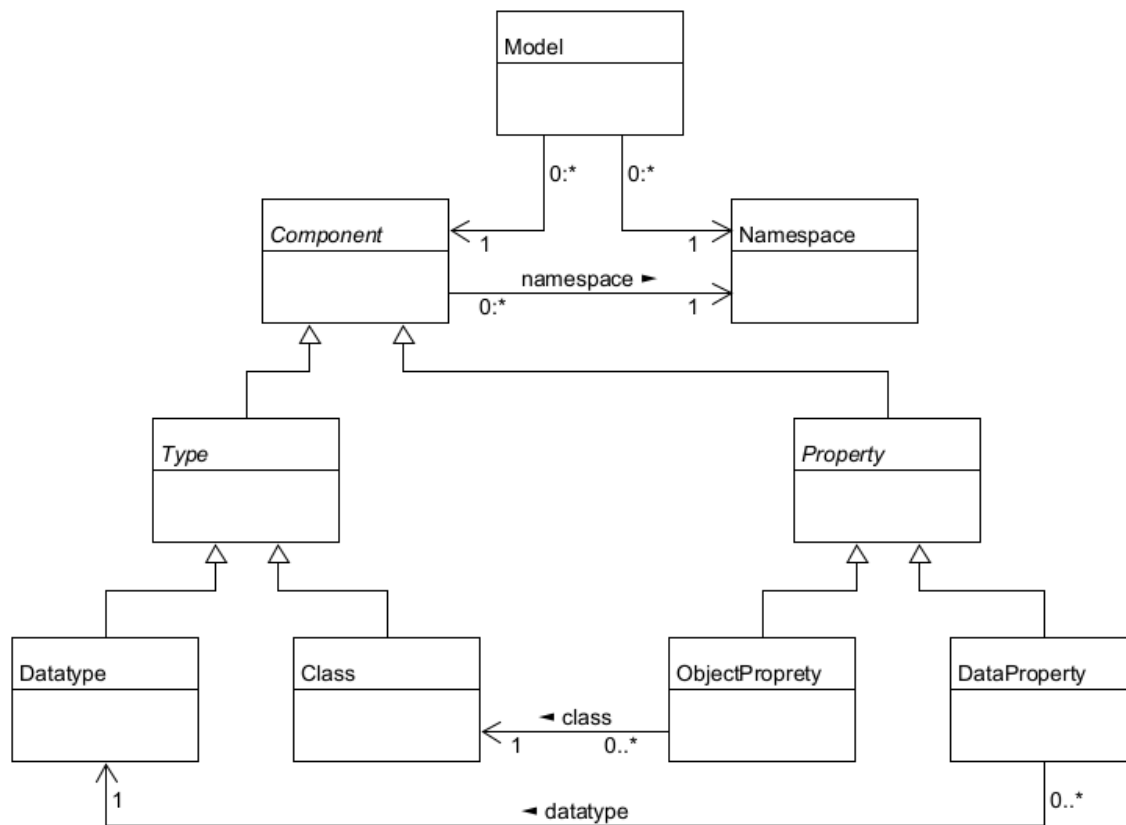 Model
0:*
0:*
Component
Namespace
1
1
namespace ►
0:*
1
Type
Property
Datatype
Class
ObjectProprety
DataProperty
◄ class
1
0..*
1
◄ datatype
0..*